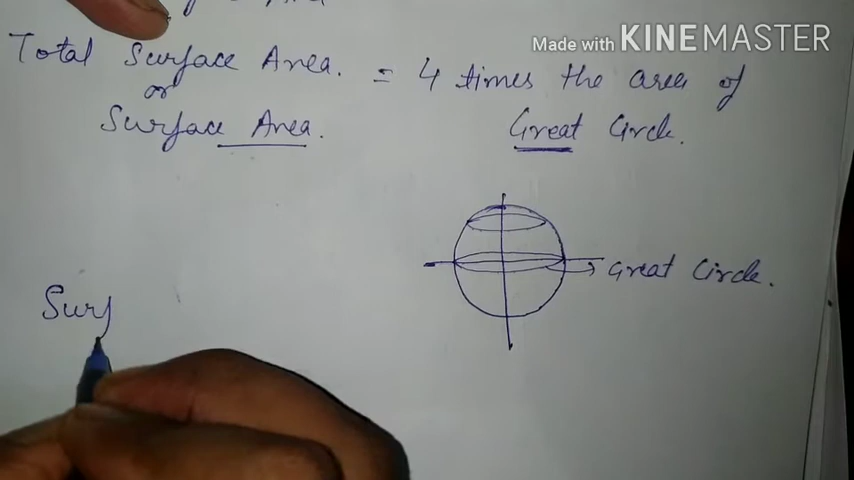 Made with KINEMASTER
Total Surface Area. = 4 times the area of
or
Surface Area. Great Circle.
Great Circle.
Surf